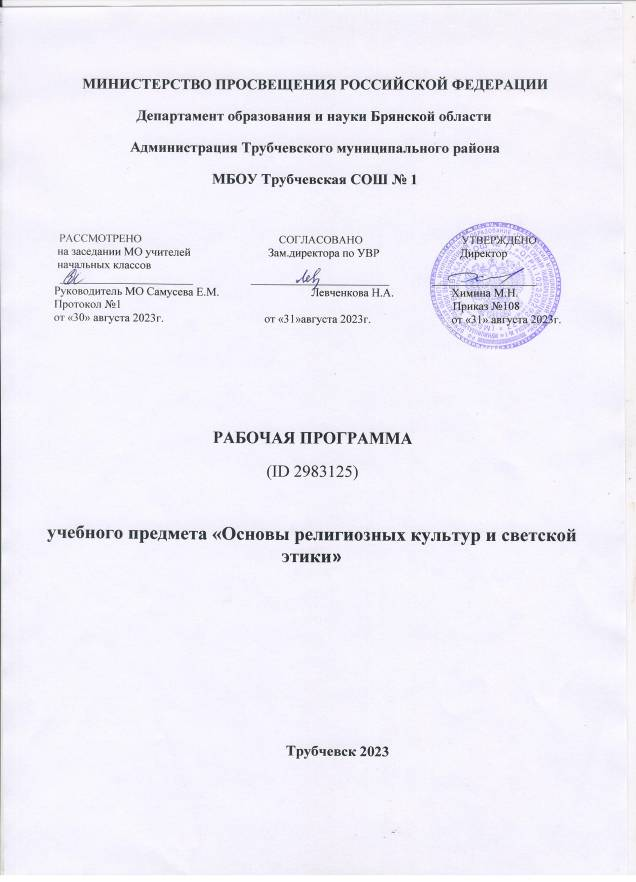 МИНИСТЕРСТВО ПРОСВЕЩЕНИЯ РОССИЙСКОЙ ФЕДЕРАЦИИ
Департамент образования и науки Брянской области
Администрация Трубчевского муниципального района
МБОУ Трубчевская СОШ № 1
РАССМОТРЕНО
на заседании МО учителей
начальных классов
Руководитель МО Самусева Е.М.
Протокол №1
от «30» августа 2023г.
СОГЛАСОВАНО
Зам.директора по УВР
Левченкова Н.А.
от «31»августа 2023г.
УТВЕРЖДЕНО
Директор
Химина М.Н.
Приказ №108
от «31» августа 2023г.
РАБОЧАЯ ПРОГРАММА
(ID 2983125)
учебного предмета «Основы религиозных культур и светской
этики»
Трубчевск 2023